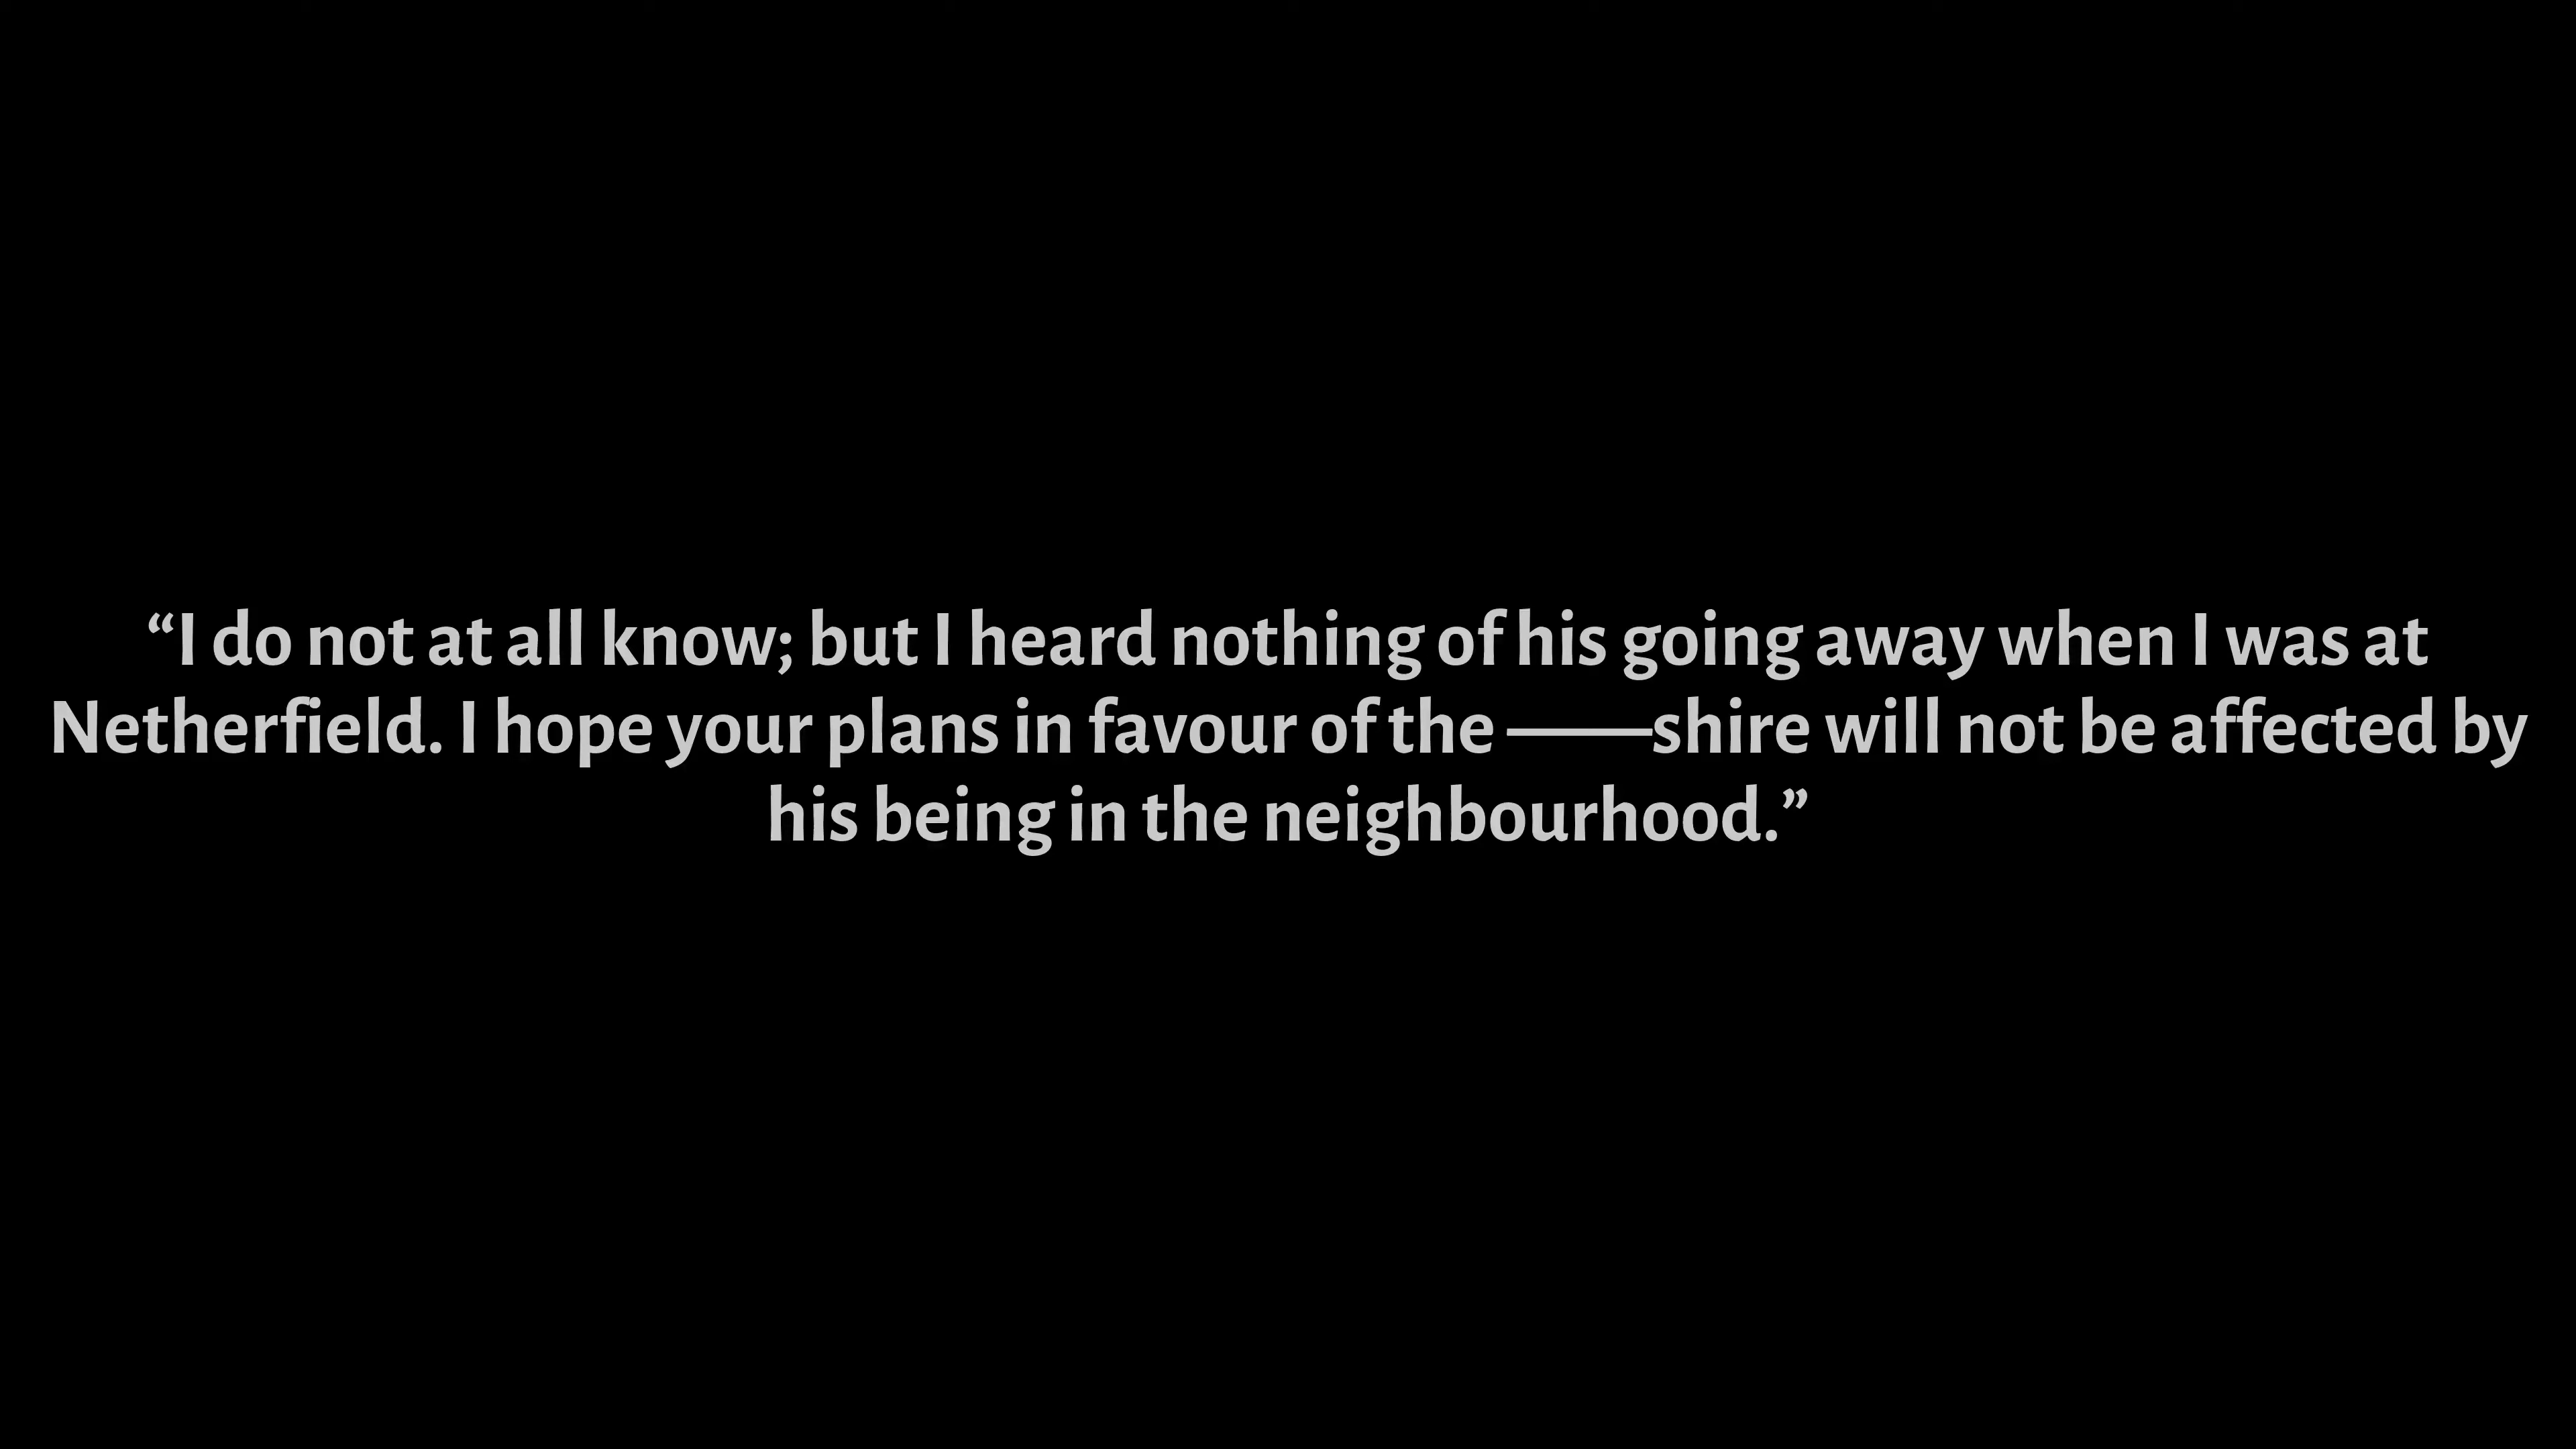 “I do not at all know; but I heard nothing of his going away when I was at
Netherfield. I hope your plans in favour of the ——shire will not be affected by
his being in the neighbourhood.”